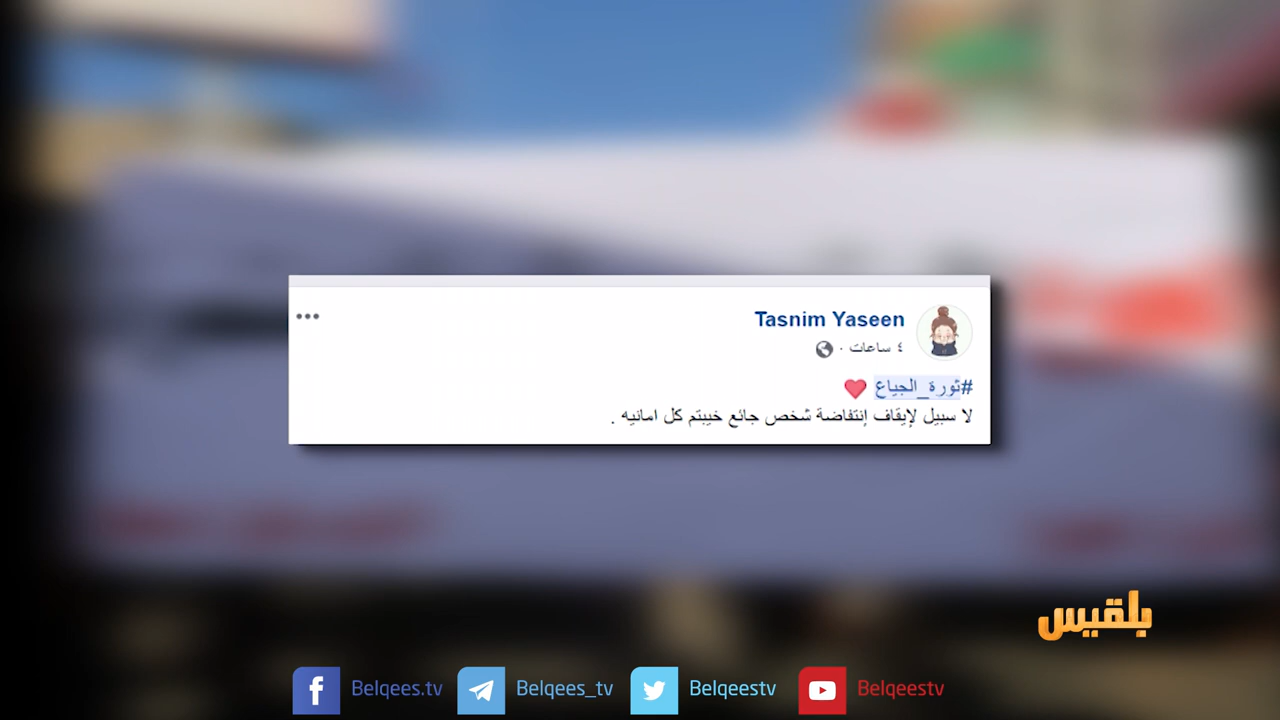 Tasnim Yaseen
٤ ساعات ·
#ثورة_الجياع ❤️
لا سبيل لإيقاف إنتفاضة شخص جائع خيبتم كل امانيه .
بلقيس
Belqees.tv
Belqees_tv
Belqeestv
Belqeestv